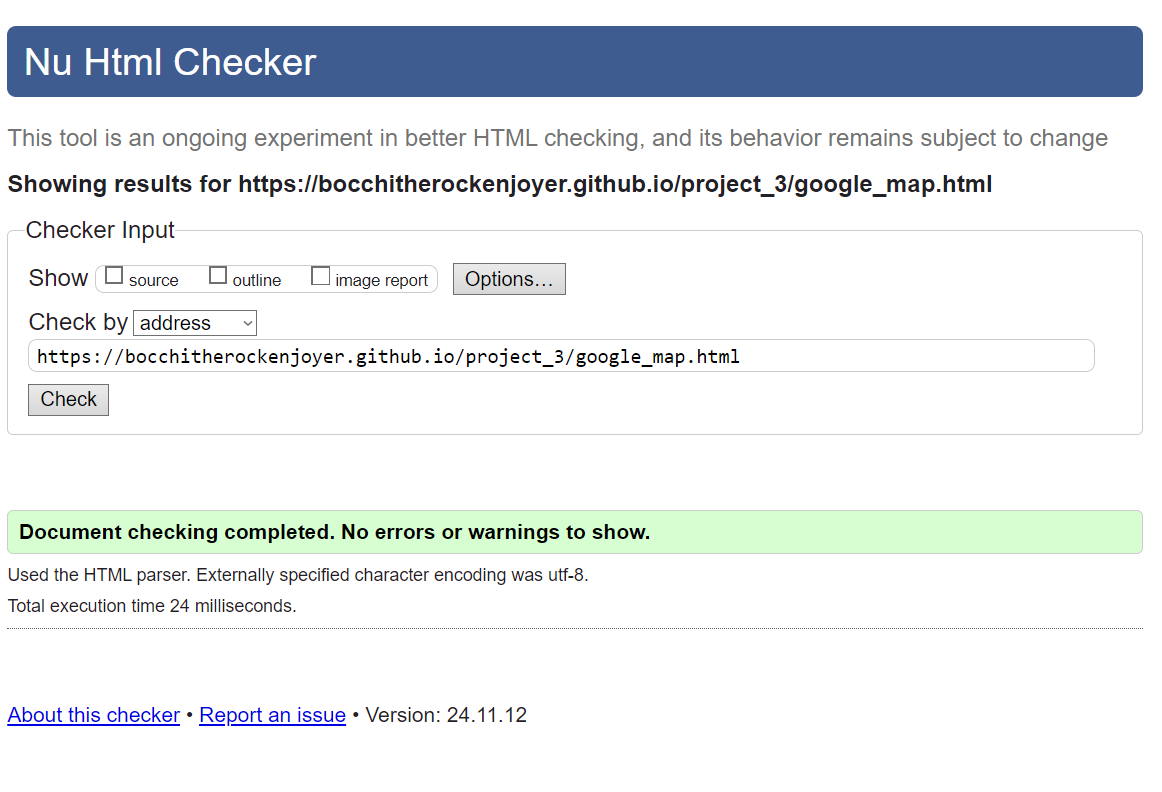 Nu Html Checker
This tool is an ongoing experiment in better HTML checking, and its behavior remains subject to change
Showing results for https://bocchitherockenjoyer.github.io/project_3/google_map.html
Checker Input
Show source outline image report Options...
Check by address
https://bocchitherockenjoyer.github.io/project_3/google_map.html
Check
Document checking completed. No errors or warnings to show.
Used the HTML parser. Externally specified character encoding was utf-8.
Total execution time 24 milliseconds.
About this checker • Report an issue • Version: 24.11.12